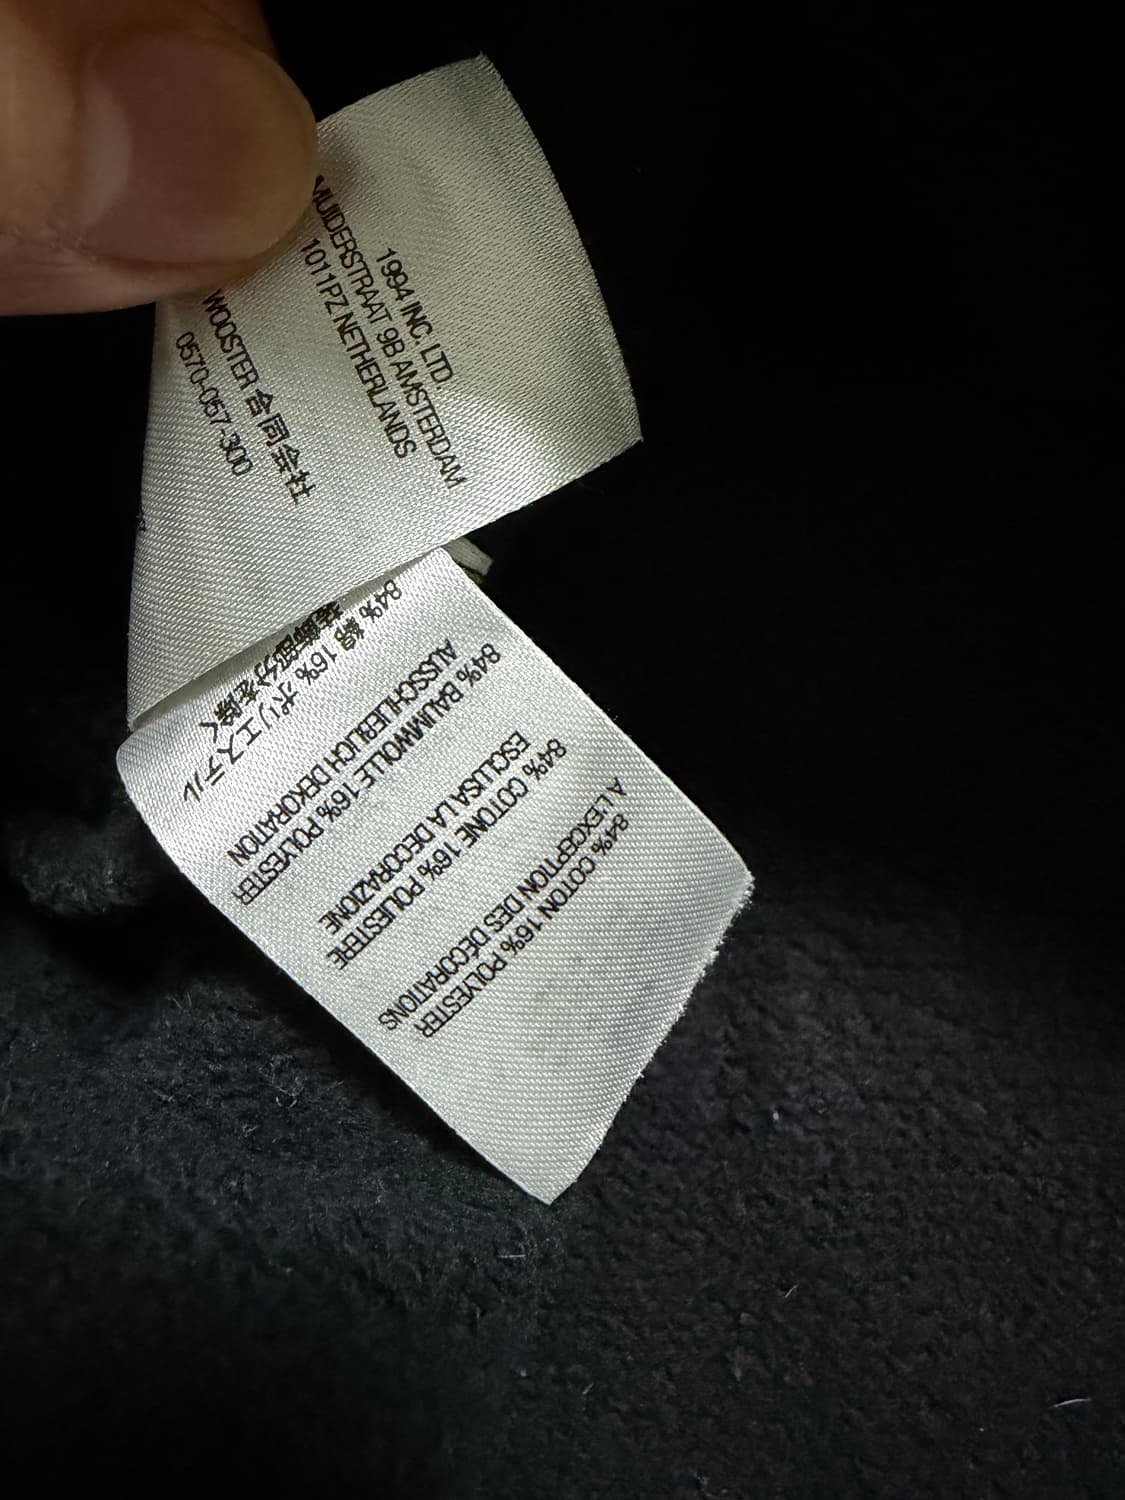 1994 INC. LTD.
MUIDERSTRAAT 9B AMSTERDAM
1011PZ NETHERLANDS
WOOSTER 合同会社
0570-057-300
84% COTON 16% POLYESTER
A L'EXCEPTION DES DÉCORATIONS
84% COTONE 16% POLIESTERE
ESCLUSA LA DECORAZIONE
84% BAUMWOLLE 16% POLYESTER
AUSSCHLIEBLICH DEKORATION
84% 綿 16% ポリエステル
装飾部分を除く